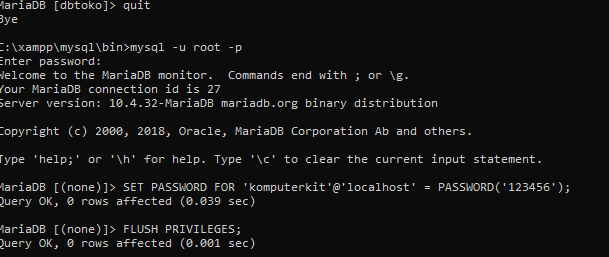 MariaDB [dbtoko]> quit
Bye
C:\xampp\mysql\bin>mysql -u root -p
Enter password:
Welcome to the MariaDB monitor.  Commands end with ; or \g.
Your MariaDB connection id is 27
Server version: 10.4.32-MariaDB mariadb.org binary distribution
Copyright (c) 2000, 2018, Oracle, MariaDB Corporation Ab and others.
Type 'help;' or '\h' for help. Type '\c' to clear the current input statement.
MariaDB [(none)]> SET PASSWORD FOR 'komputerkit'@'localhost' = PASSWORD('123456');
Query OK, 0 rows affected (0.039 sec)
MariaDB [(none)]> FLUSH PRIVILEGES;
Query OK, 0 rows affected (0.001 sec)